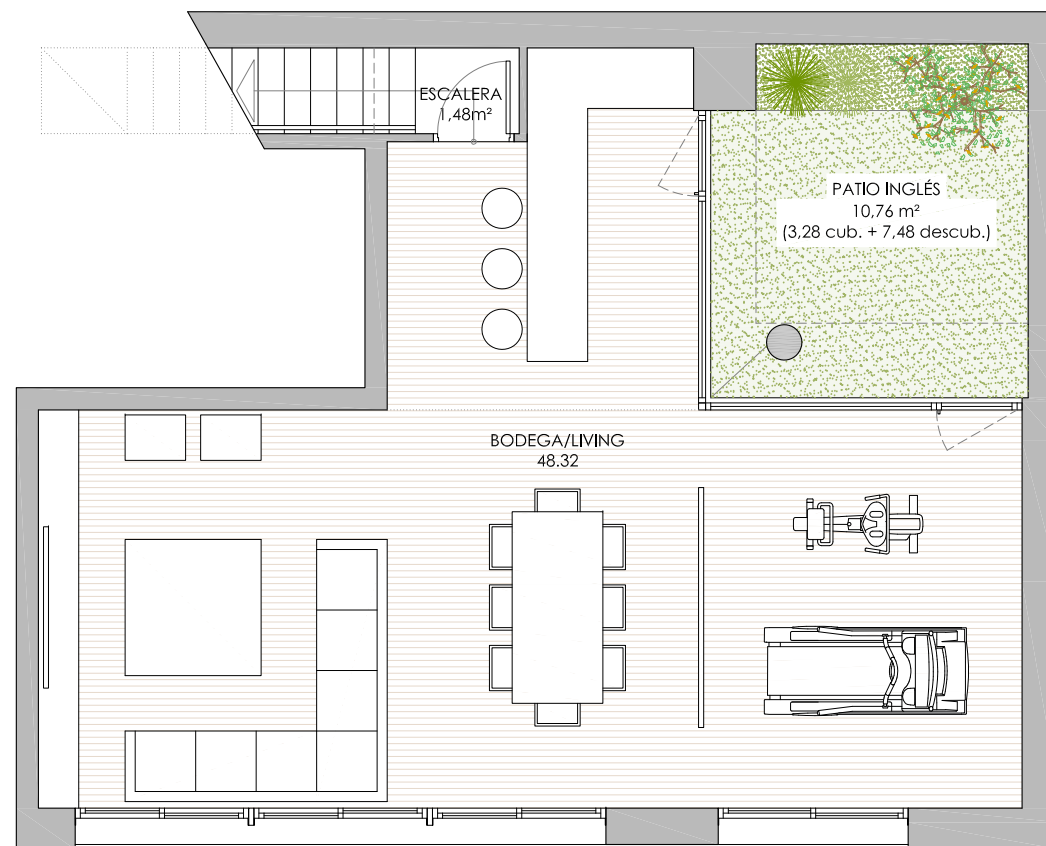 ESCALERA
1,48m²
PATIO INGLÉS
10,76 m²
(3,28 cub. + 7,48 descub.)
BODEGA/LIVING
48.32